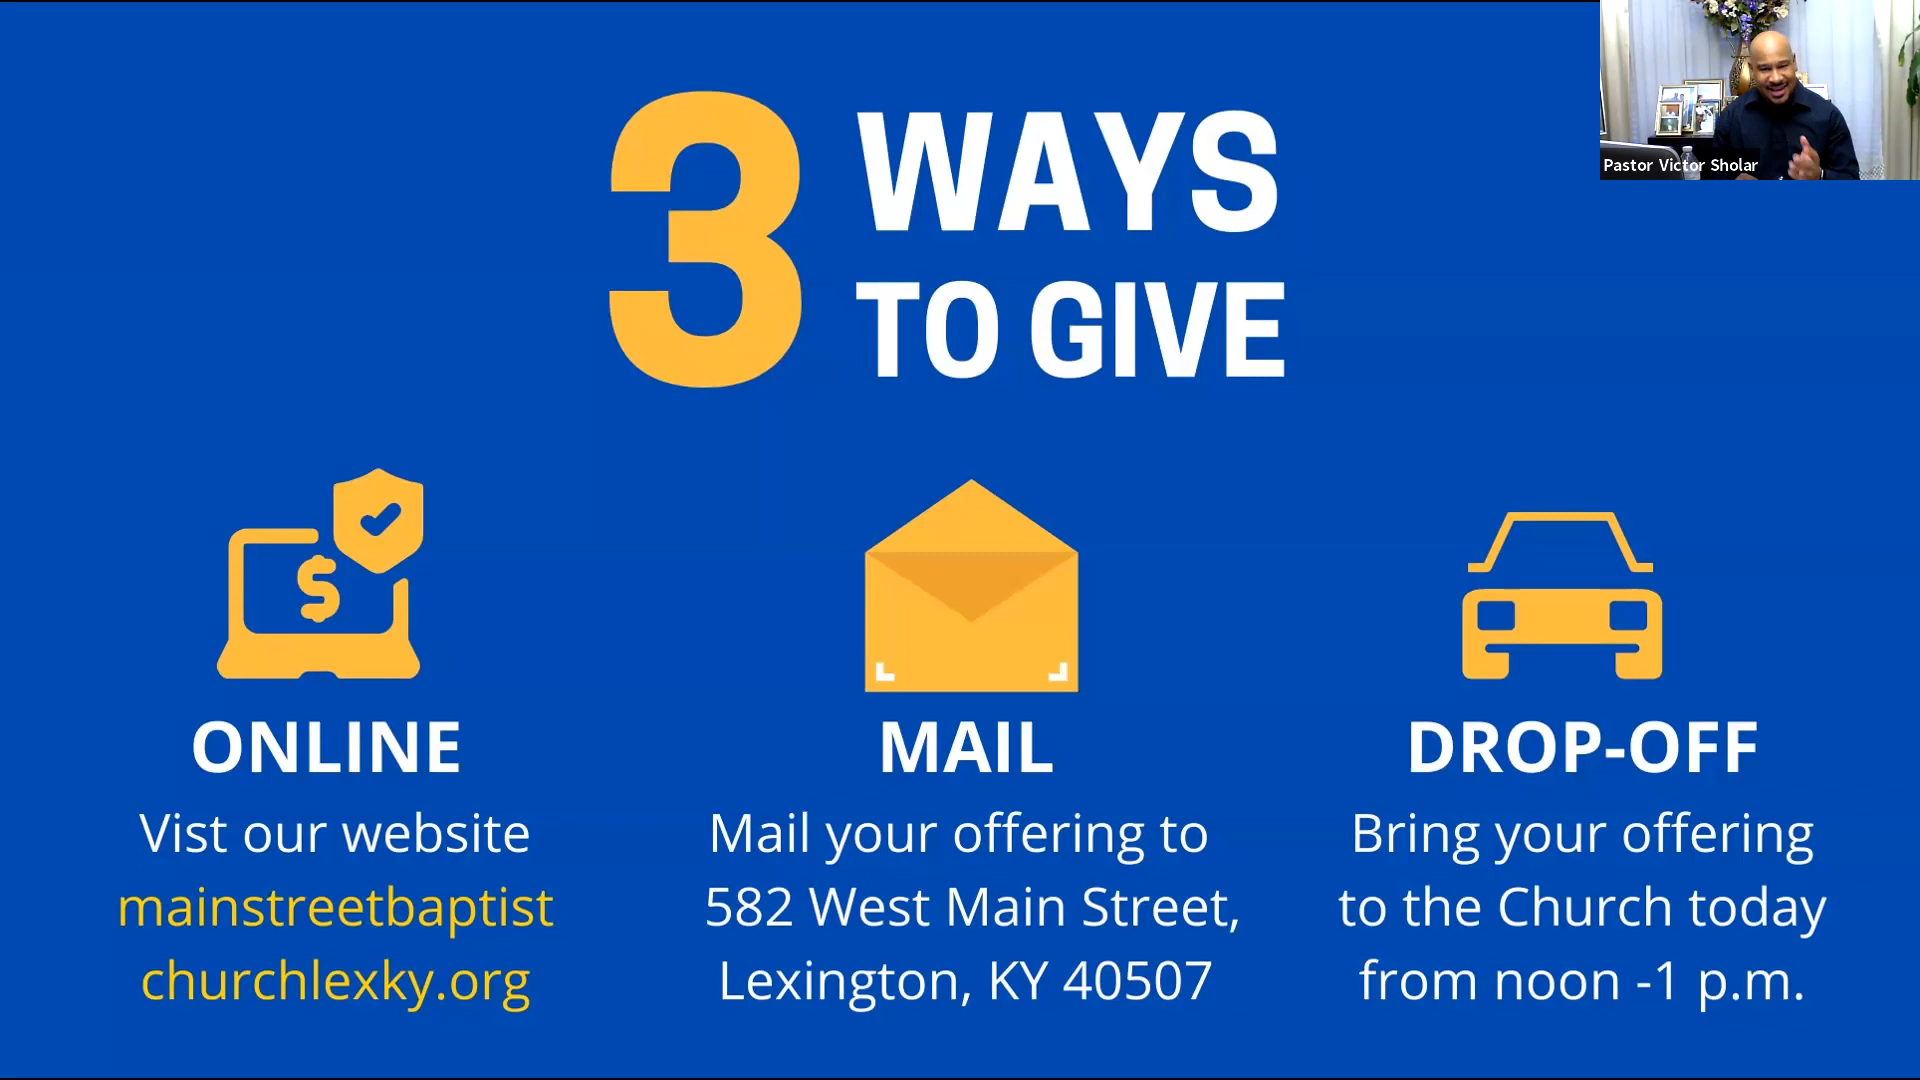 Pastor Victor Sholar
3 WAYS
TO GIVE
ONLINE
Vist our website
mainstreetbaptist
churchlexky.org
MAIL
Mail your offering to
582 West Main Street,
Lexington, KY 40507
DROP-OFF
Bring your offering
to the Church today
from noon -1 p.m.